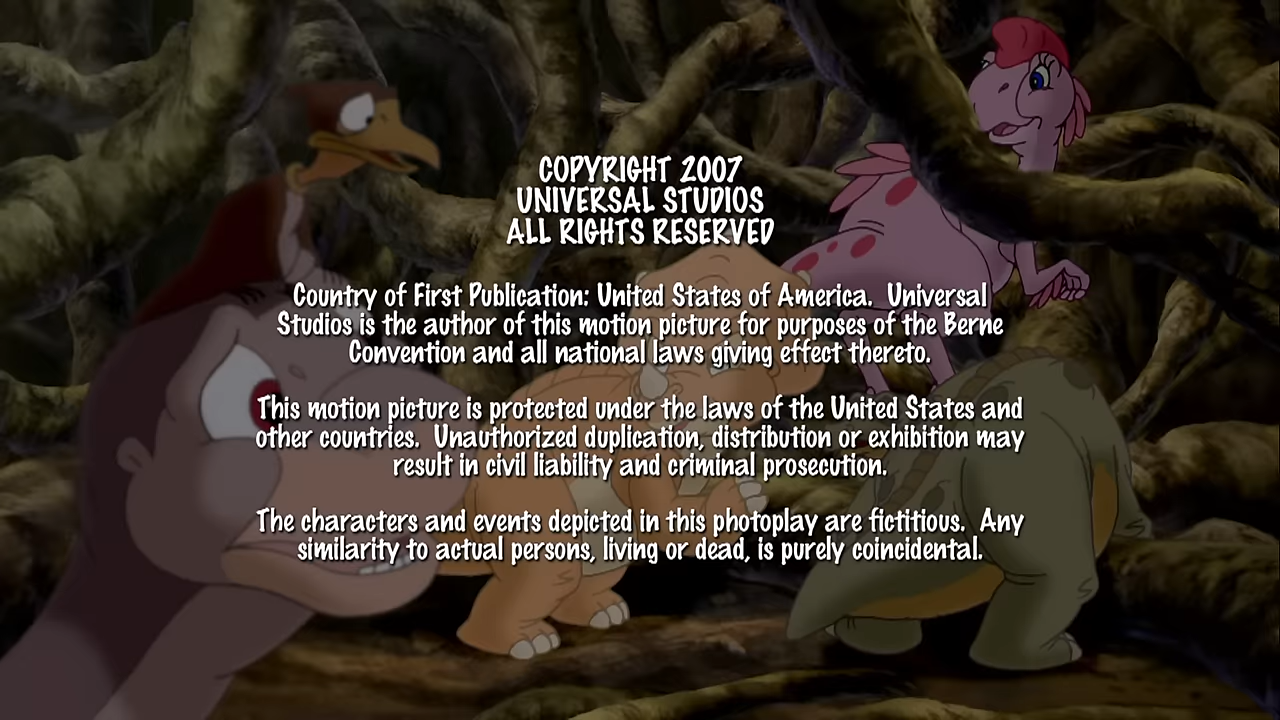 COPYRIGHT 2007
UNIVERSAL STUDIOS
ALL RIGHTS RESERVED
Country of First Publication: United States of America.  Universal
Studios is the author of this motion picture for purposes of the Berne
Convention and all national laws giving effect thereto.
This motion picture is protected under the laws of the United States and
other countries.  Unauthorized duplication, distribution or exhibition may
result in civil liability and criminal prosecution.
The characters and events depicted in this photoplay are fictitious.  Any
similarity to actual persons, living or dead, is purely coincidental.